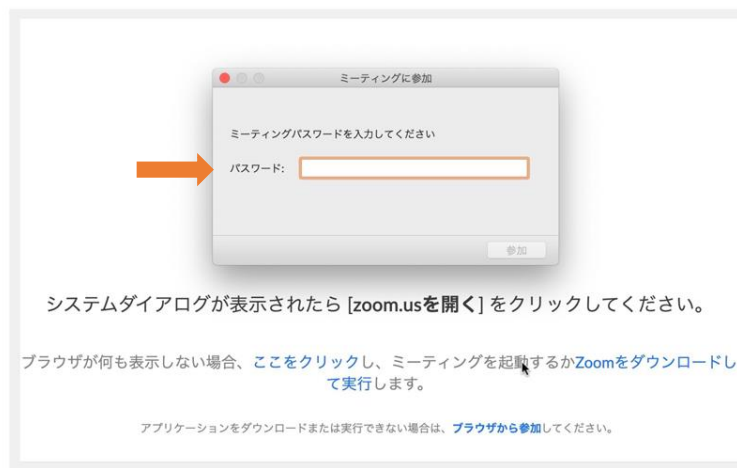 ミーティングに参加
ミーティングパスワードを入力してください
パスワード:
参加
システムダイアログが表示されたら [zoom.usを開く] をクリックしてください。
ブラウザが何も表示しない場合、ここをクリックし、ミーティングを起動するかZoomをダウンロードし
て実行します。
アプリケーションをダウンロードまたは実行できない場合は、ブラウザから参加してください。